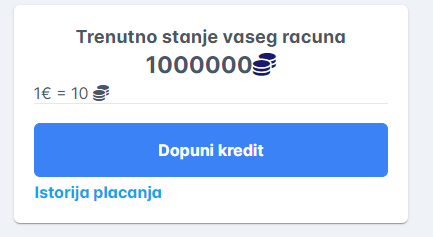 Trenutno stanje vaseg racuna
1000000
1€ = 10
Dopuni kredit
Istorija placanja